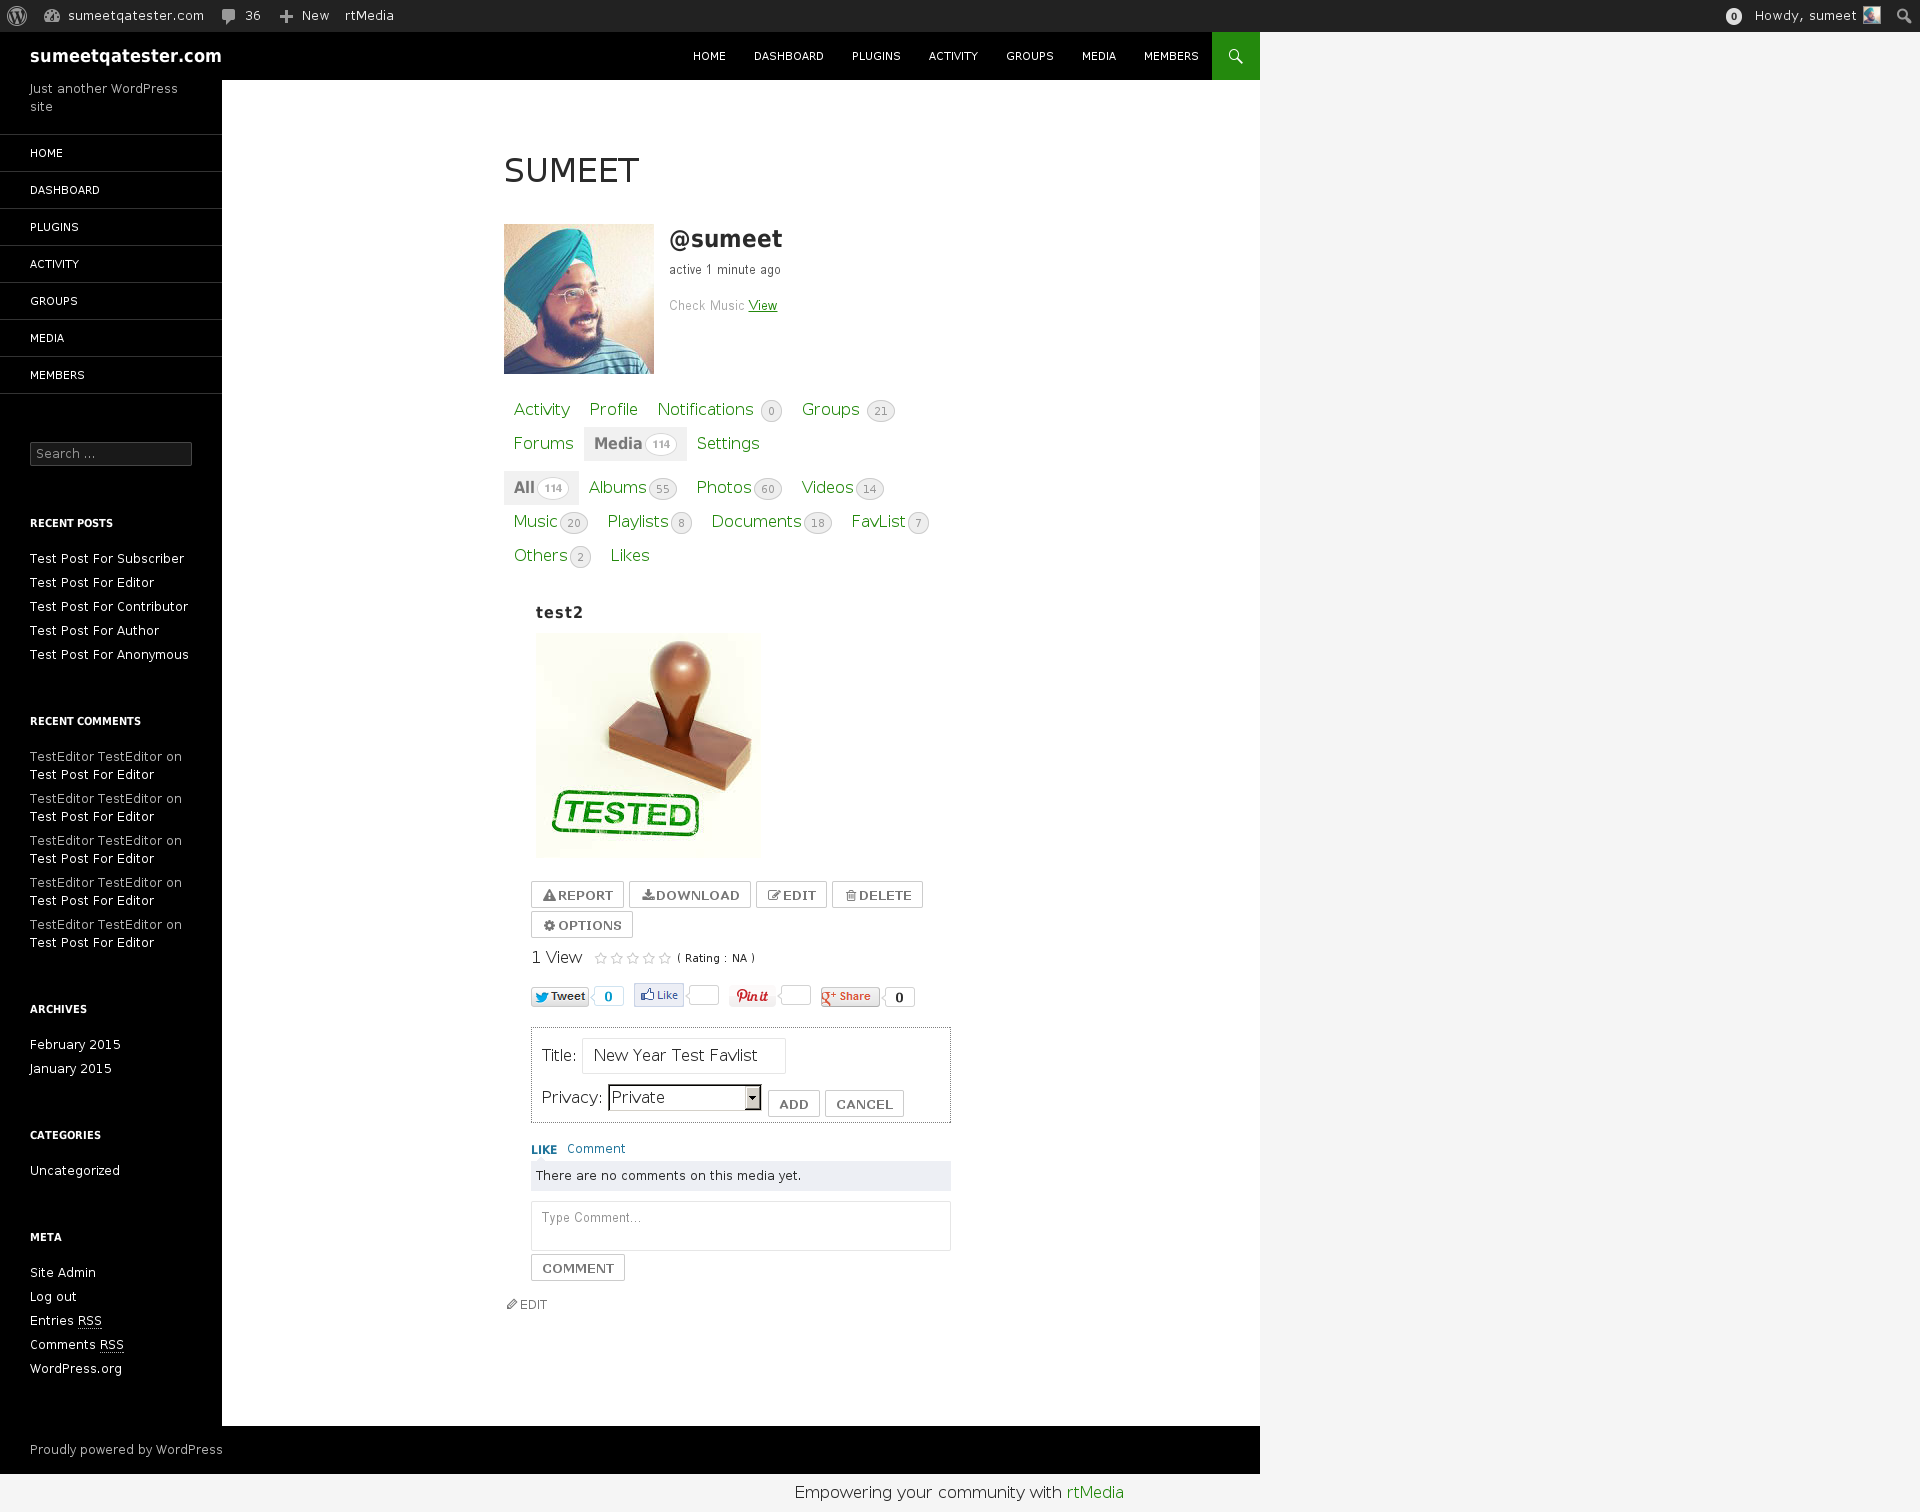 sumeetqatester.com 36 New rtMedia 0 Howdy, sumeet
sumeetqatester.com HOME DASHBOARD PLUGINS ACTIVITY GROUPS MEDIA MEMBERS
Just another WordPress
site
HOME
DASHBOARD
PLUGINS
ACTIVITY
GROUPS
MEDIA
MEMBERS
Search ...
RECENT POSTS
Test Post For Subscriber
Test Post For Editor
Test Post For Contributor
Test Post For Author
Test Post For Anonymous
RECENT COMMENTS
TestEditor TestEditor on
Test Post For Editor
TestEditor TestEditor on
Test Post For Editor
TestEditor TestEditor on
Test Post For Editor
TestEditor TestEditor on
Test Post For Editor
TestEditor TestEditor on
Test Post For Editor
ARCHIVES
February 2015
January 2015
CATEGORIES
Uncategorized
META
Site Admin
Log out
Entries RSS
Comments RSS
WordPress.org
SUMEET
@sumeet
active 1 minute ago
Check Music View
Activity Profile Notifications 0 Groups 21
Forums Media 114 Settings
All 114 Albums 55 Photos 60 Videos 14
Music 20 Playlists 8 Documents 18 FavList 7
Others 2 Likes
test2
TESTED
REPORT DOWNLOAD EDIT DELETE
OPTIONS
1 View ( Rating : NA )
Tweet 0 Like Pin it g+ Share 0
Title: New Year Test Favlist
Privacy: Private ADD CANCEL
LIKE Comment
There are no comments on this media yet.
Type Comment...
COMMENT
EDIT
Proudly powered by WordPress
Empowering your community with rtMedia